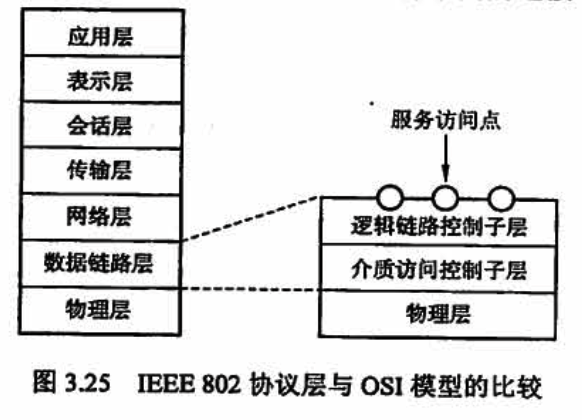 应用层
表示层
会话层
传输层
网络层
数据链路层
物理层
服务访问点
逻辑链路控制子层
介质访问控制子层
物理层
图 3.25 IEEE 802 协议层与 OSI 模型的比较